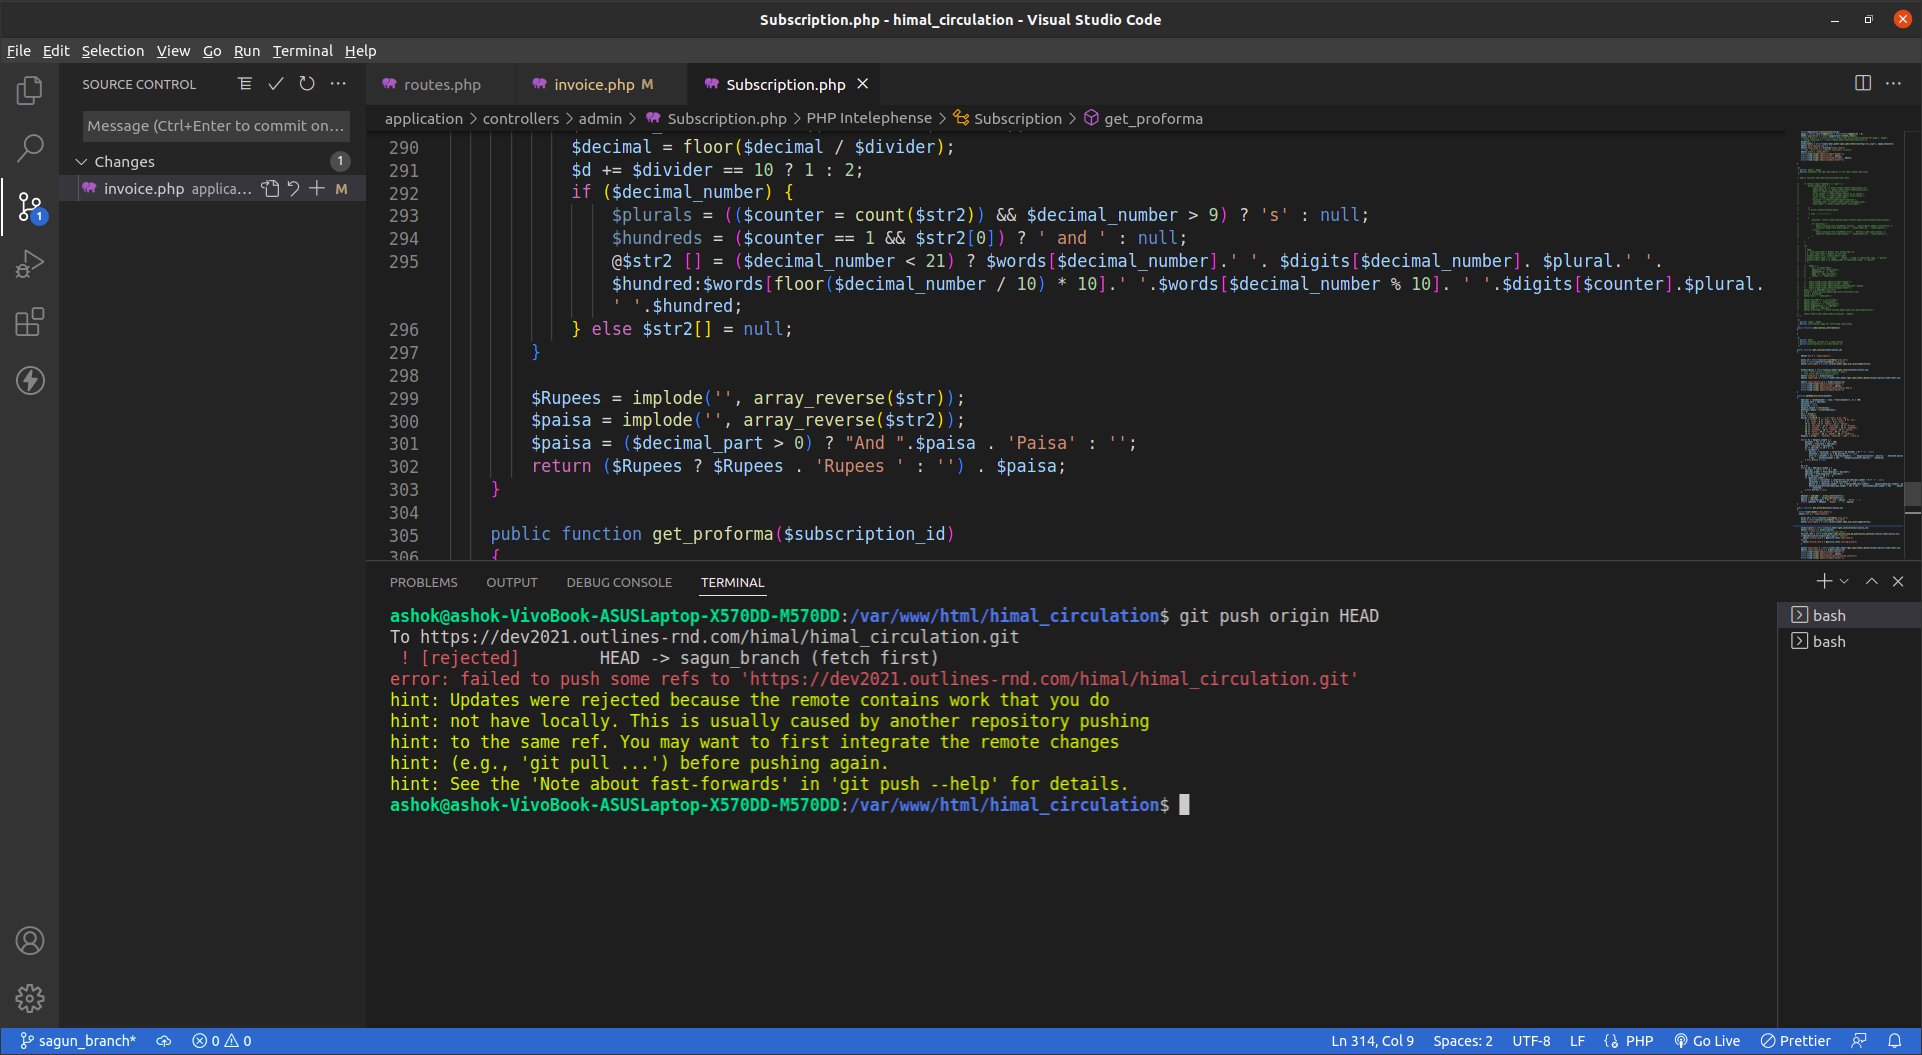 Subscription.php - himal_circulation - Visual Studio Code
File Edit Selection View Go Run Terminal Help
SOURCE CONTROL
Message (Ctrl+Enter to commit on…
Changes 1
invoice.php applica… M
1
routes.php invoice.php M Subscription.php
application > controllers > admin > Subscription.php > PHP Intelephense > Subscription > get_proforma
290 $decimal = floor($decimal / $divider);
291 $d += $divider == 10 ? 1 : 2;
292 if ($decimal_number) {
293 $plurals = (($counter = count($str2)) && $decimal_number > 9) ? 's' : null;
294 $hundreds = ($counter == 1 && $str2[0]) ? ' and ' : null;
295 @$str2 [] = ($decimal_number < 21) ? $words[$decimal_number].' '. $digits[$decimal_number]. $plural.' '.
$hundred:$words[floor($decimal_number / 10) * 10].' '.$words[$decimal_number % 10]. ' '.$digits[$counter].$plural.
' '.$hundred;
296 } else $str2[] = null;
297 }
298
299 $Rupees = implode('', array_reverse($str));
300 $paisa = implode('', array_reverse($str2));
301 $paisa = ($decimal_part > 0) ? "And ".$paisa . 'Paisa' : '';
302 return ($Rupees ? $Rupees . 'Rupees ' : '') . $paisa;
303 }
304
305 public function get_proforma($subscription_id)
306 {
PROBLEMS OUTPUT DEBUG CONSOLE TERMINAL
ashok@ashok-VivoBook-ASUSLaptop-X570DD-M570DD:/var/www/html/himal_circulation$ git push origin HEAD
To https://dev2021.outlines-rnd.com/himal/himal_circulation.git
! [rejected] HEAD -> sagun_branch (fetch first)
error: failed to push some refs to 'https://dev2021.outlines-rnd.com/himal/himal_circulation.git'
hint: Updates were rejected because the remote contains work that you do
hint: not have locally. This is usually caused by another repository pushing
hint: to the same ref. You may want to first integrate the remote changes
hint: (e.g., 'git pull ...') before pushing again.
hint: See the 'Note about fast-forwards' in 'git push --help' for details.
ashok@ashok-VivoBook-ASUSLaptop-X570DD-M570DD:/var/www/html/himal_circulation$
bash
bash
sagun_branch* 0 0 Ln 314, Col 9 Spaces: 2 UTF-8 LF PHP Go Live Prettier